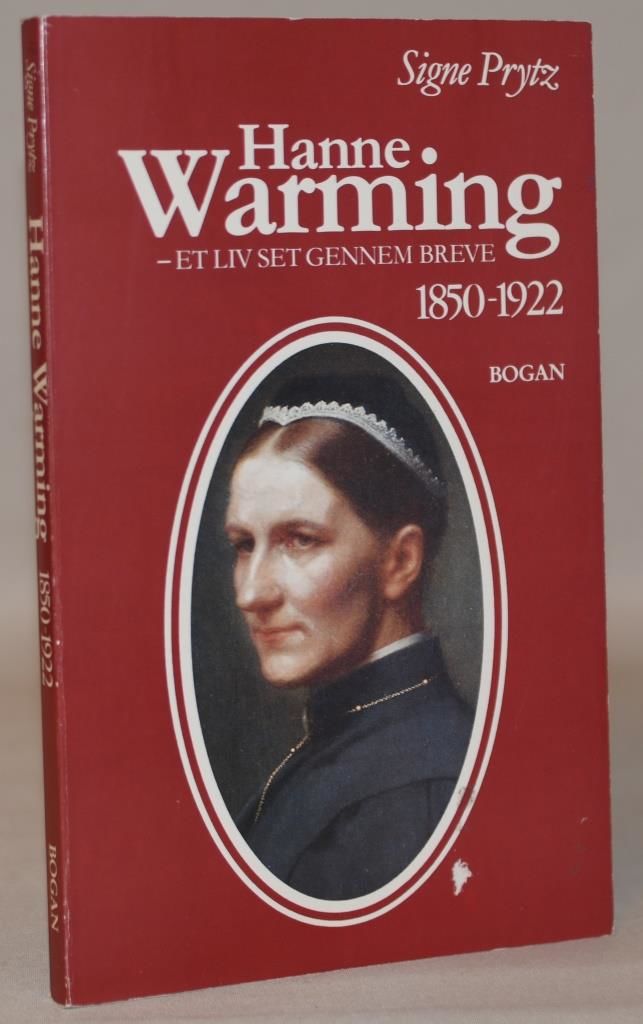 Signe Prytz
Hanne
Warming
– ET LIV SET GENNEM BREVE
1850-1922
BOGAN
Signe Prytz Hanne Warming 1850-1922 BOGAN